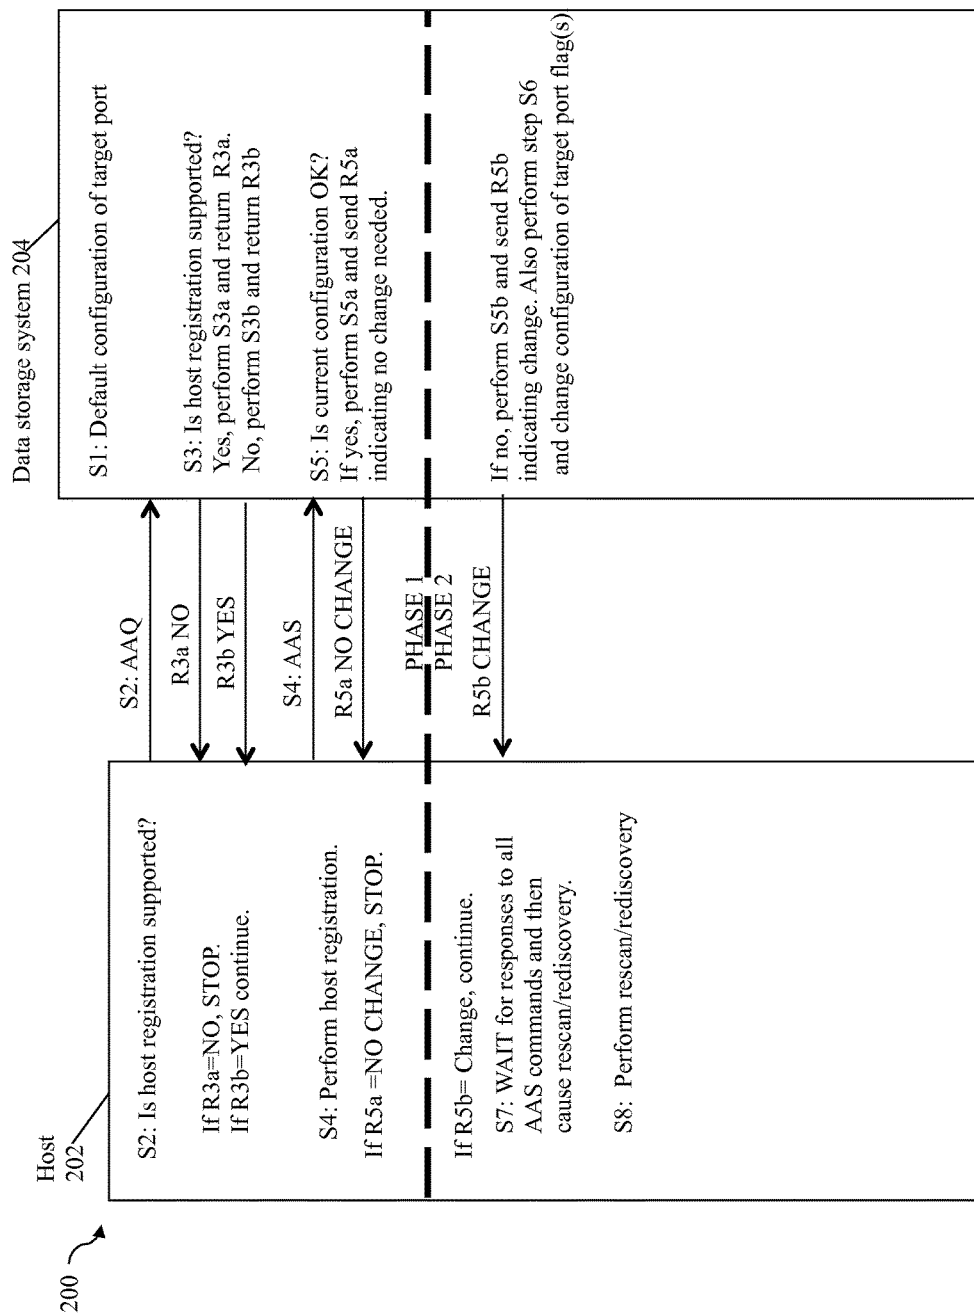 200
Host
202
S2: Is host registration supported?
If R3a=NO, STOP.
If R3b=YES continue.
S4: Perform host registration.
If R5a =NO CHANGE, STOP.
If R5b= Change, continue.
S7: WAIT for responses to all
AAS commands and then
cause rescan/rediscovery.
S8: Perform rescan/rediscovery
S2: AAQ
R3a NO
R3b YES
S4: AAS
R5a NO CHANGE
PHASE 1
PHASE 2
R5b CHANGE
Data storage system 204
S1: Default configuration of target port
S3: Is host registration supported?
Yes, perform S3a and return R3a.
No, perform S3b and return R3b
S5: Is current configuration OK?
If yes, perform S5a and send R5a
indicating no change needed.
If no, perform S5b and send R5b
indicating change. Also perform step S6
and change configuration of target port flag(s)